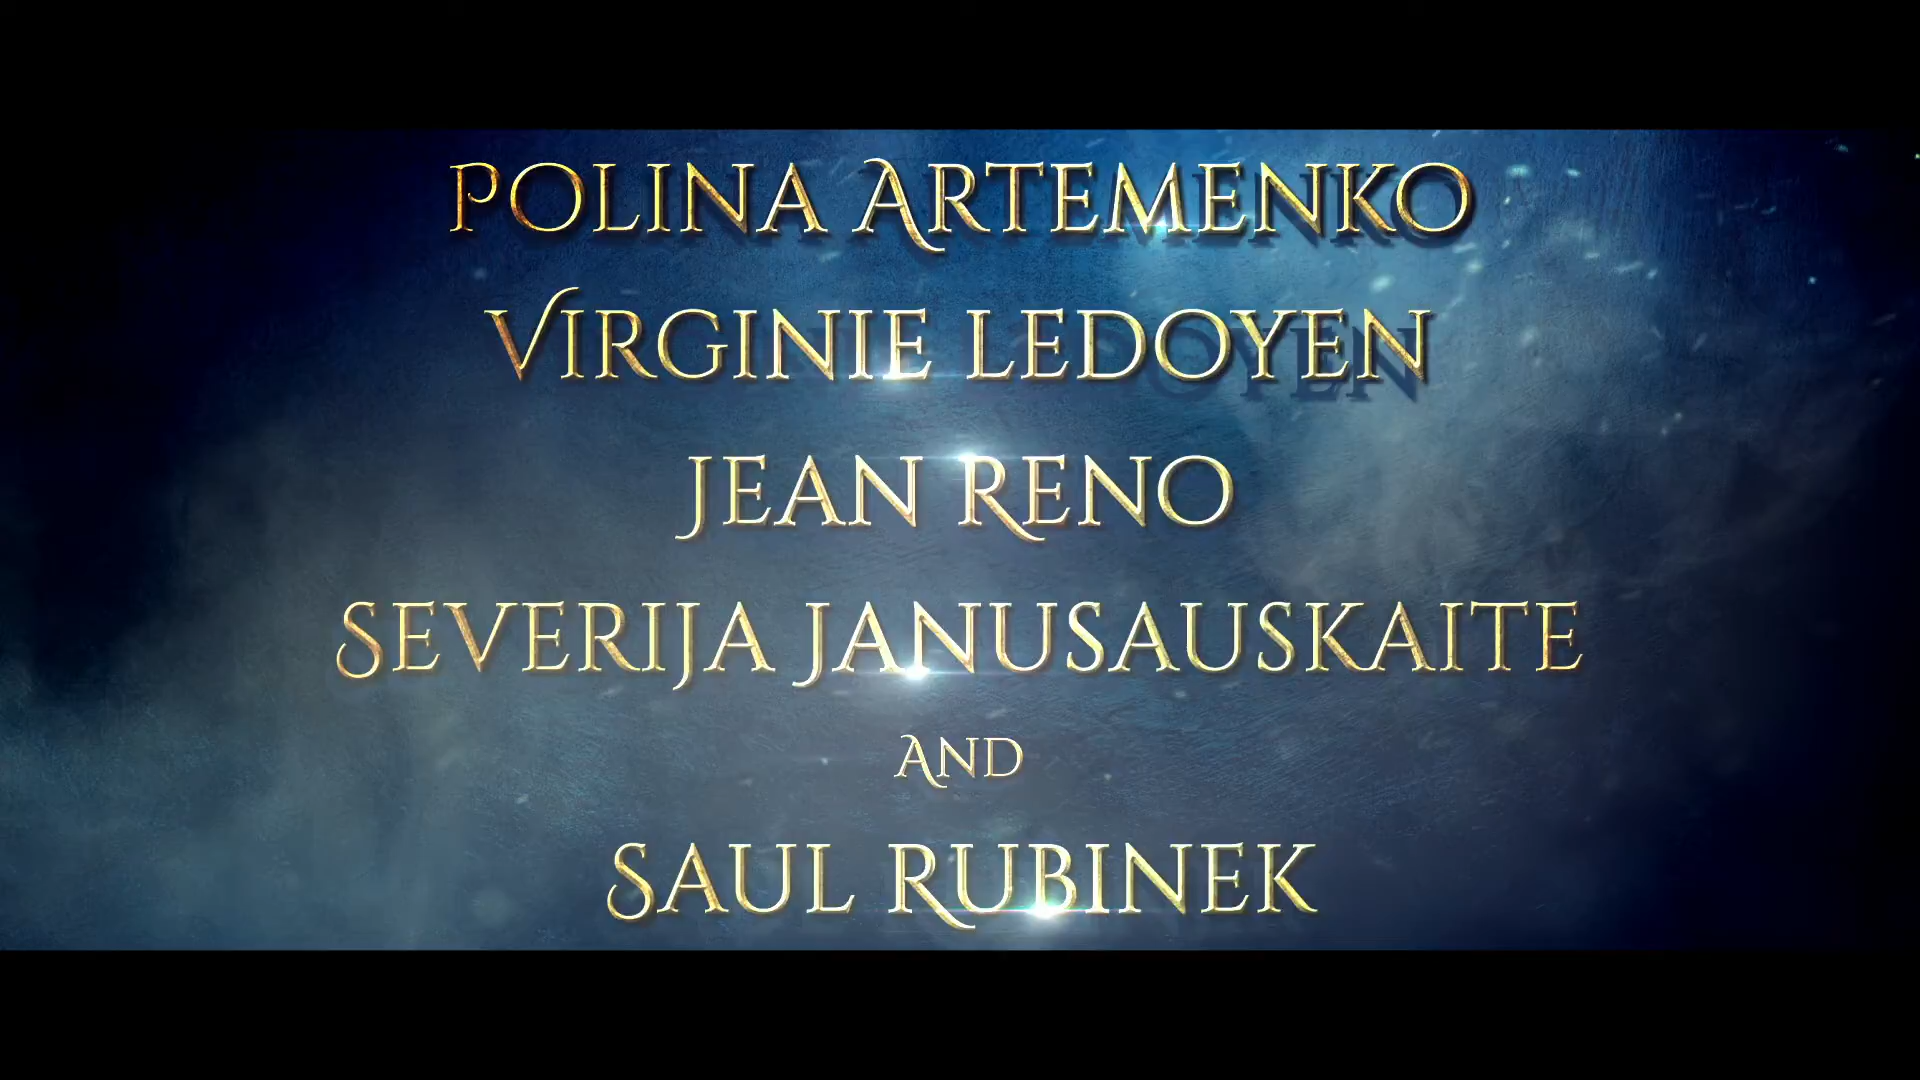 Polina Artemenko
Virginie Ledoyen
Jean Reno
Severija Janusauskaite
And
Saul Rubinek